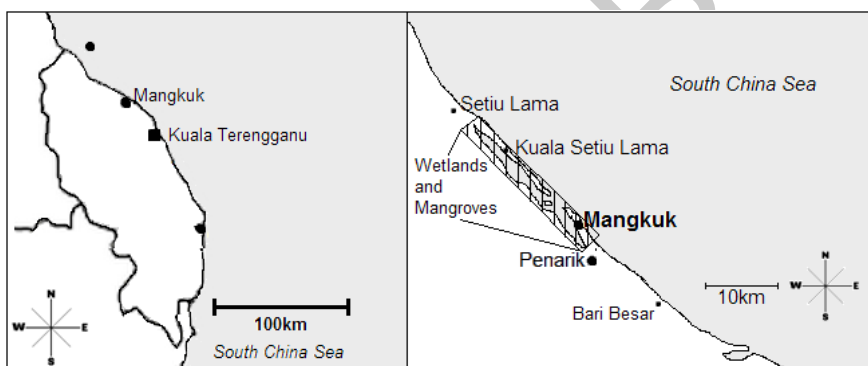 Mangkuk
Kuala Terengganu
N
W E
S
100km
South China Sea
South China Sea
Setiu Lama
Kuala Setiu Lama
Wetlands
and
Mangroves
Mangkuk
Penarik
Bari Besar
10km
N
W E
S